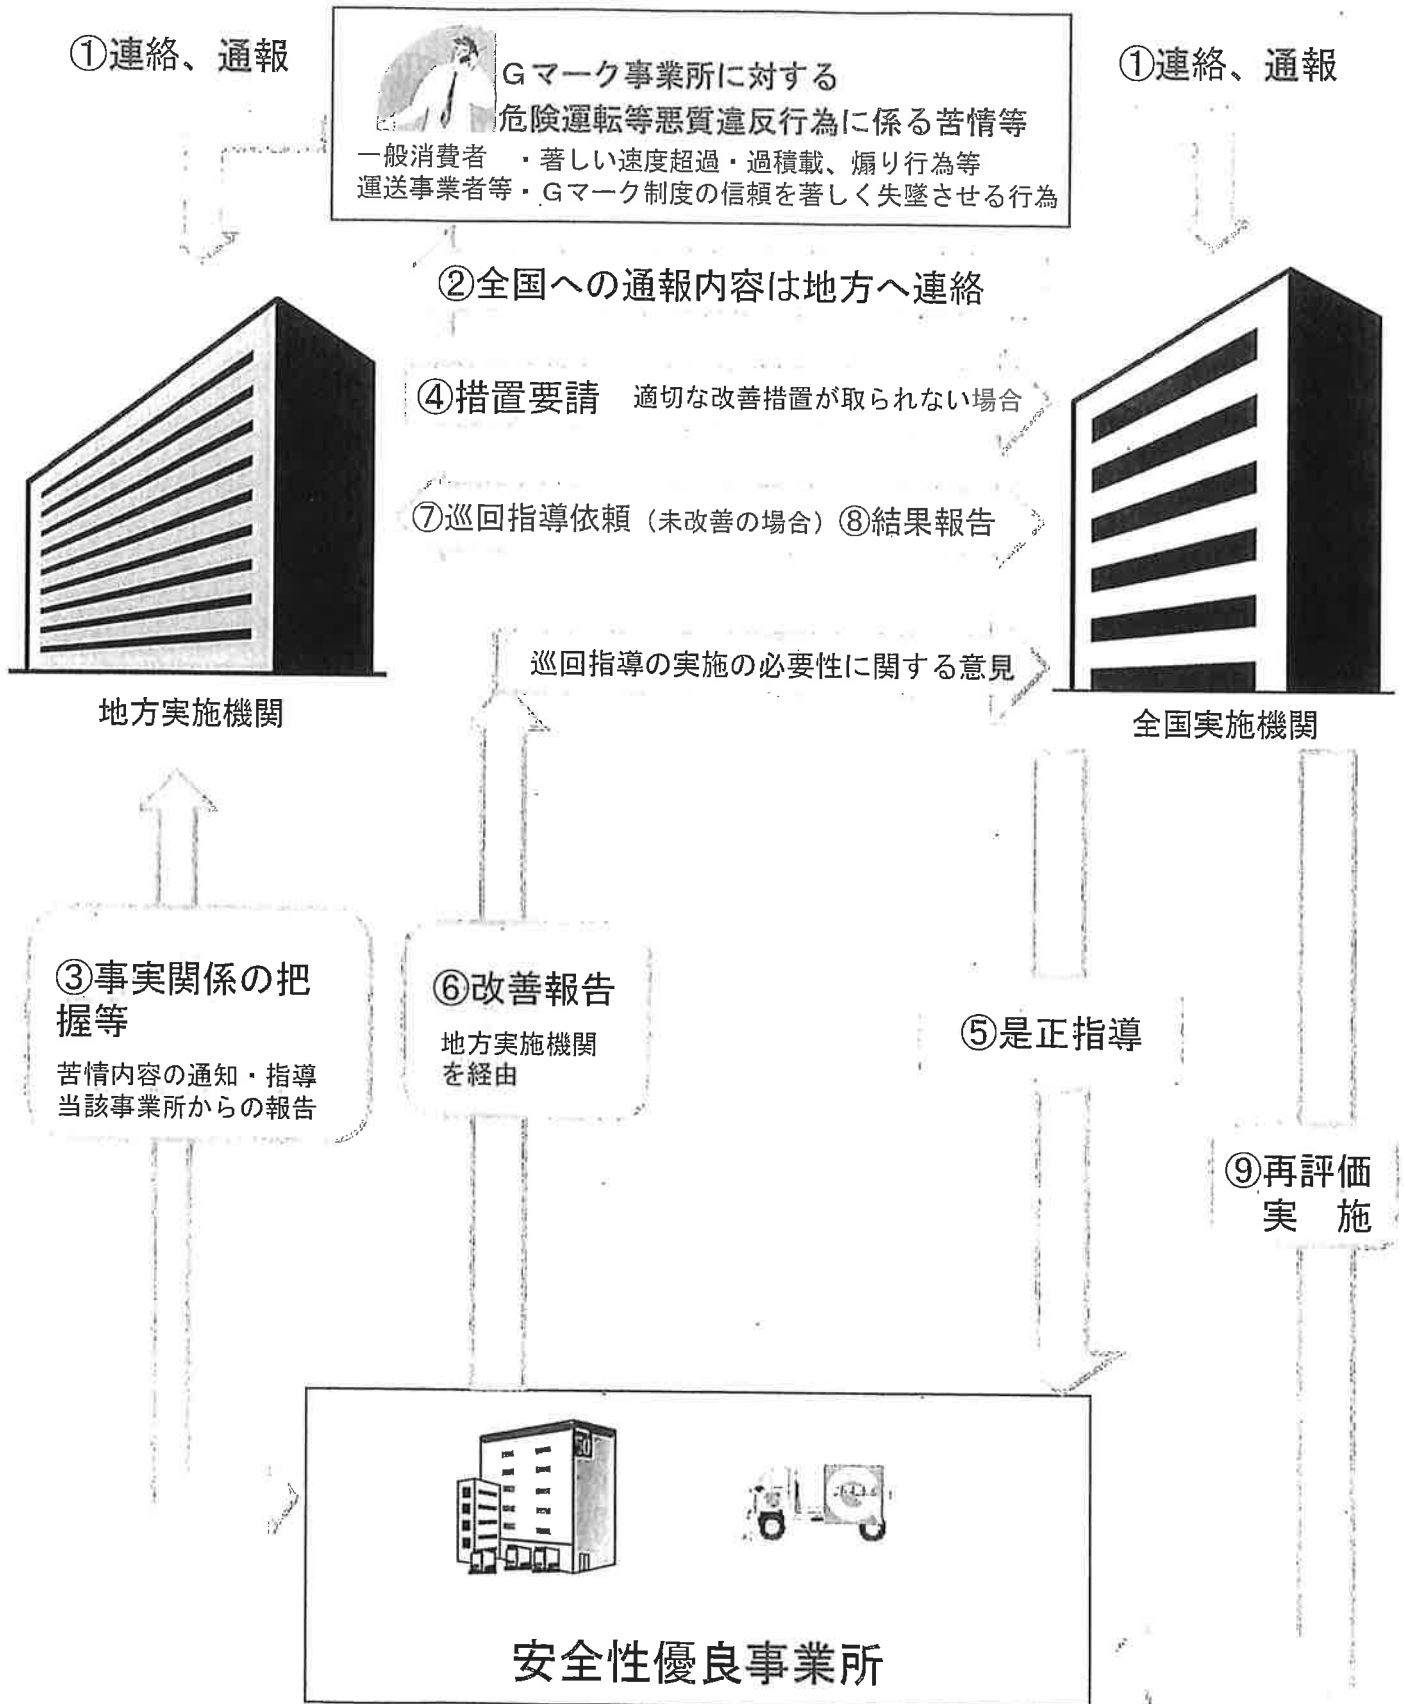 ①連絡、通報
Gマーク事業所に対する
危険運転等悪質違反行為に係る苦情等
一般消費者 ・著しい速度超過・過積載、煽り行為等
運送事業者等・Gマーク制度の信頼を著しく失墜させる行為
①連絡、通報
②全国への通報内容は地方へ連絡
④措置要請 適切な改善措置が取られない場合
⑦巡回指導依頼（未改善の場合）⑧結果報告
巡回指導の実施の必要性に関する意見
地方実施機関
全国実施機関
③事実関係の把
握等
苦情内容の通知・指導
当該事業所からの報告
⑥改善報告
地方実施機関
を経由
⑤是正指導
⑨再評価
実 施
安全性優良事業所